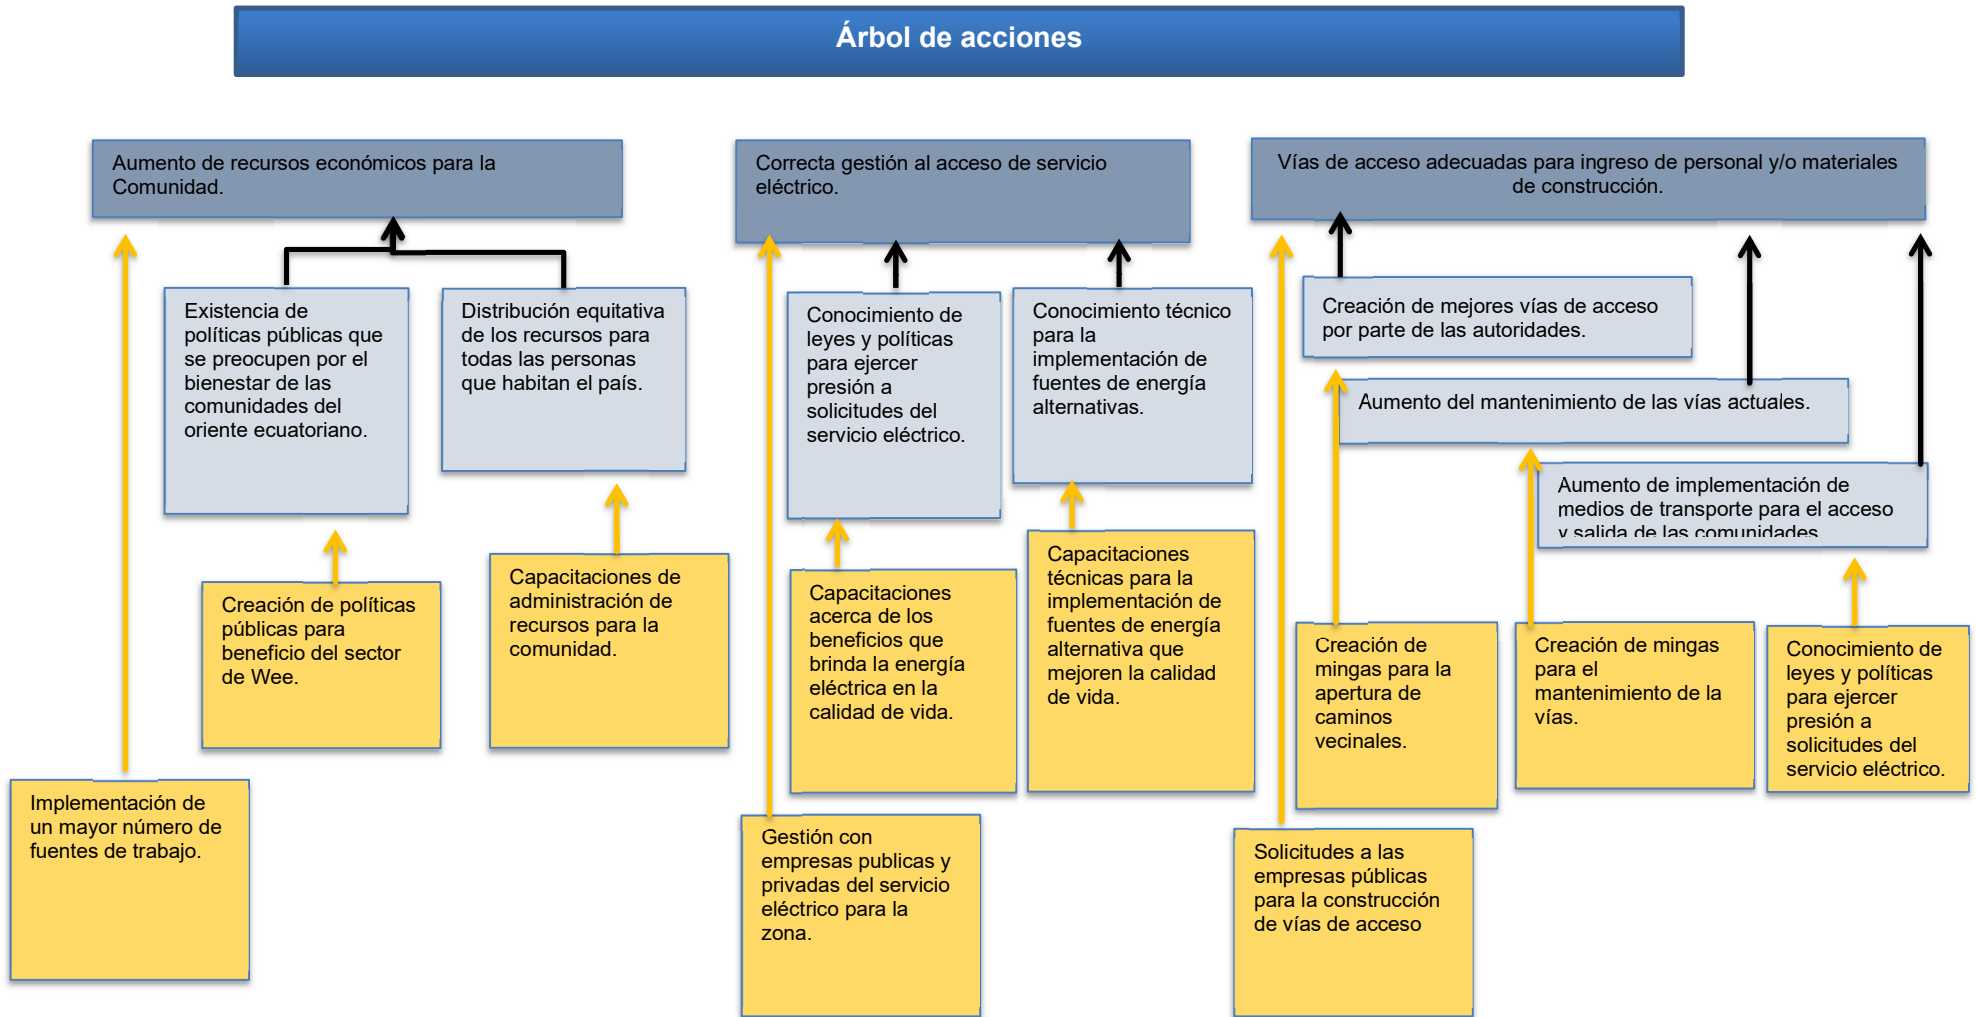 Árbol de acciones
Aumento de recursos económicos para la
Comunidad.
Correcta gestión al acceso de servicio
eléctrico.
Vías de acceso adecuadas para ingreso de personal y/o materiales
de construcción.
Existencia de
políticas públicas que
se preocupen por el
bienestar de las
comunidades del
oriente ecuatoriano.
Distribución equitativa
de los recursos para
todas las personas
que habitan el país.
Conocimiento de
leyes y políticas
para ejercer
presión a
solicitudes del
servicio eléctrico.
Conocimiento técnico
para la
implementación de
fuentes de energía
alternativas.
Creación de mejores vías de acceso
por parte de las autoridades.
Aumento del mantenimiento de las vías actuales.
Aumento de implementación de
medios de transporte para el acceso
y salida de las comunidades
Creación de políticas
públicas para
beneficio del sector
de Wee.
Capacitaciones de
administración de
recursos para la
comunidad.
Capacitaciones
acerca de los
beneficios que
brinda la energía
eléctrica en la
calidad de vida.
Capacitaciones
técnicas para la
implementación de
fuentes de energía
alternativa que
mejoren la calidad
de vida.
Creación de
mingas para la
apertura de
caminos
vecinales.
Creación de mingas
para el
mantenimiento de la
vías.
Conocimiento de
leyes y políticas
para ejercer
presión a
solicitudes del
servicio eléctrico.
Implementación de
un mayor número de
fuentes de trabajo.
Gestión con
empresas publicas y
privadas del servicio
eléctrico para la
zona.
Solicitudes a las
empresas públicas
para la construcción
de vías de acceso